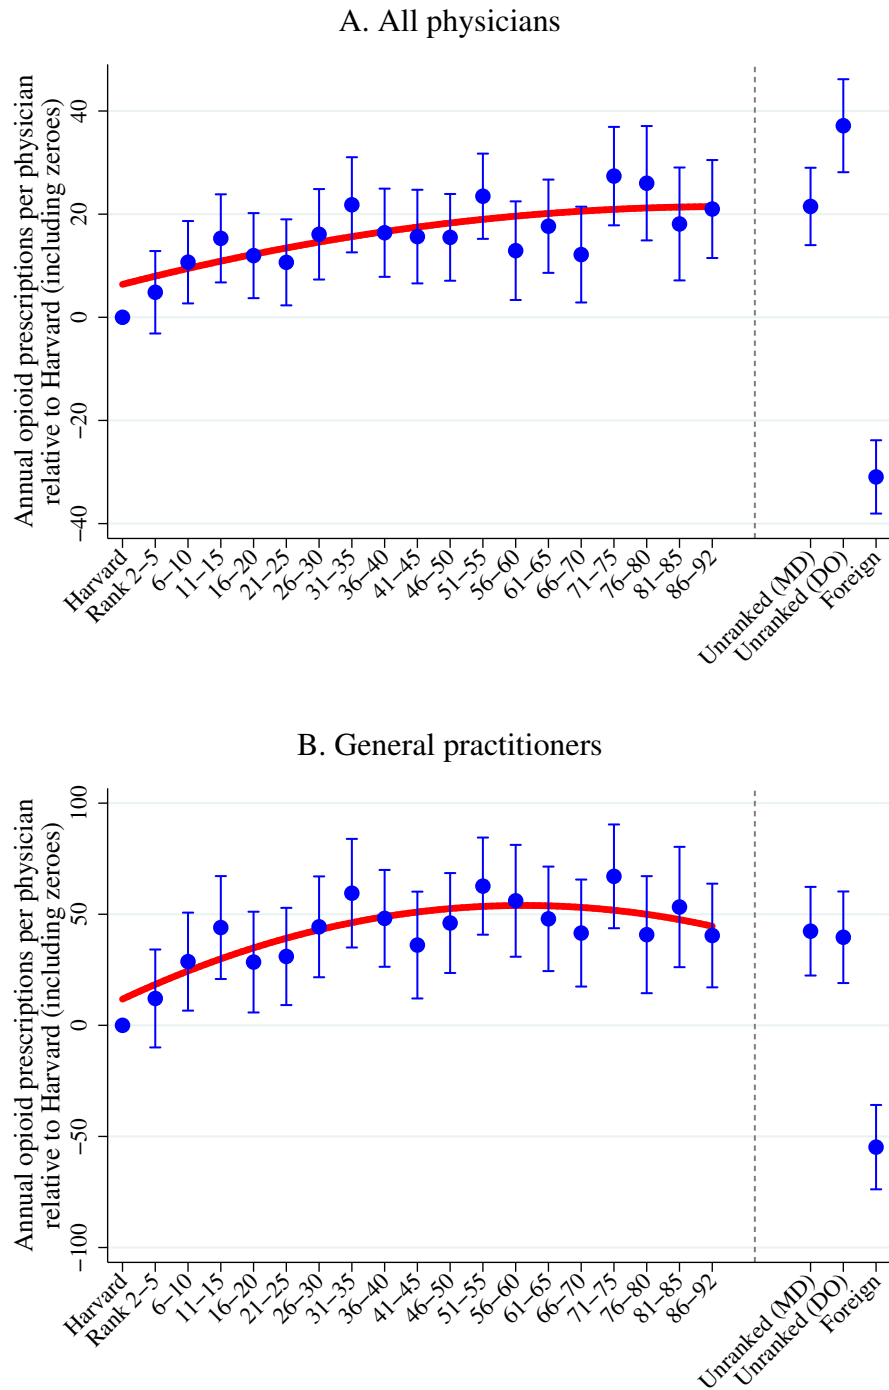 A. All physicians
Annual opioid prescriptions per physician
relative to Harvard (including zeroes)
40
20
0
−20
−40
Harvard
Rank 2−5
6−10
11−15
16−20
21−25
26−30
31−35
36−40
41−45
46−50
51−55
56−60
61−65
66−70
71−75
76−80
81−85
86−92
Unranked (MD)
Unranked (DO)
Foreign
B. General practitioners
Annual opioid prescriptions per physician
relative to Harvard (including zeroes)
100
50
0
−50
−100
Harvard
Rank 2−5
6−10
11−15
16−20
21−25
26−30
31−35
36−40
41−45
46−50
51−55
56−60
61−65
66−70
71−75
76−80
81−85
86−92
Unranked (MD)
Unranked (DO)
Foreign